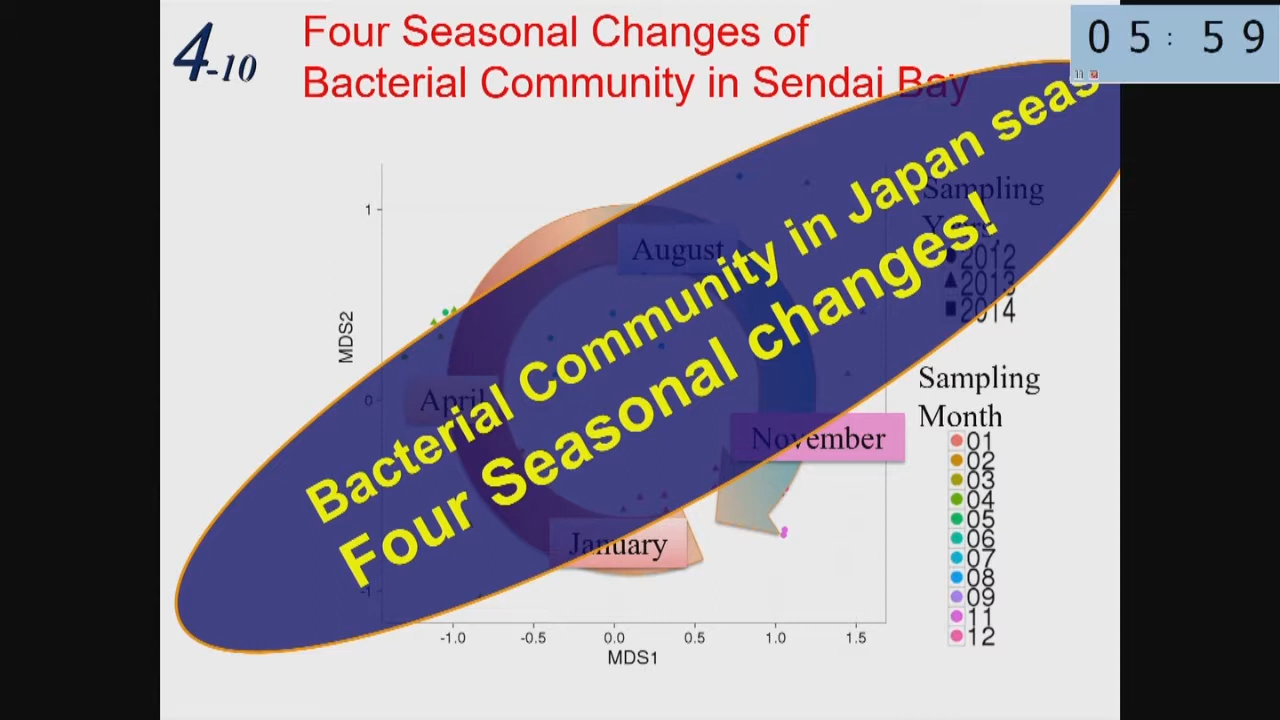 4-10
Four Seasonal Changes of
Bacterial Community in Sendai Bay
05:59
11
Bacterial Community in Japan seas
Four Seasonal changes!
August
April
November
January
MDS2
1
0
-1
-1.0 -0.5 0.0 0.5 1.0 1.5
MDS1
Sampling
Years
2012
2013
2014
Sampling
Month
01
02
03
04
05
06
07
08
09
11
12